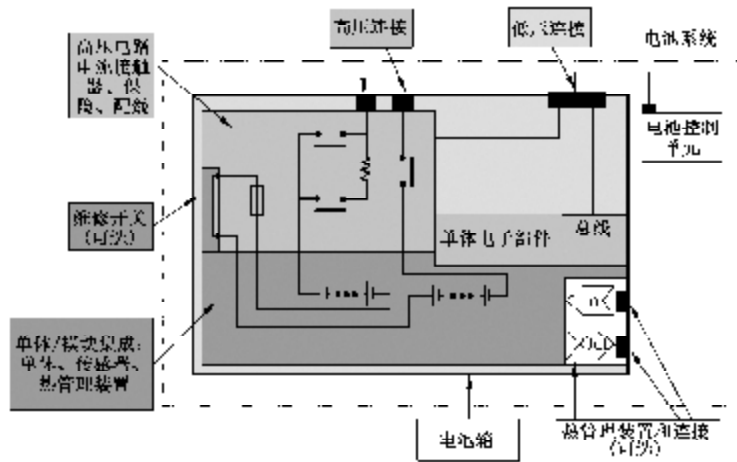 高压连接
低压连接
电池系统
高压电路
电池接触
器、保
险、配线
电池控制
单元
维修开关
(可选)
单体电子部件
总线
单体/模块集成:
单体、传感器、
热管理装置
电池箱
热管理装置和连接
(可选)